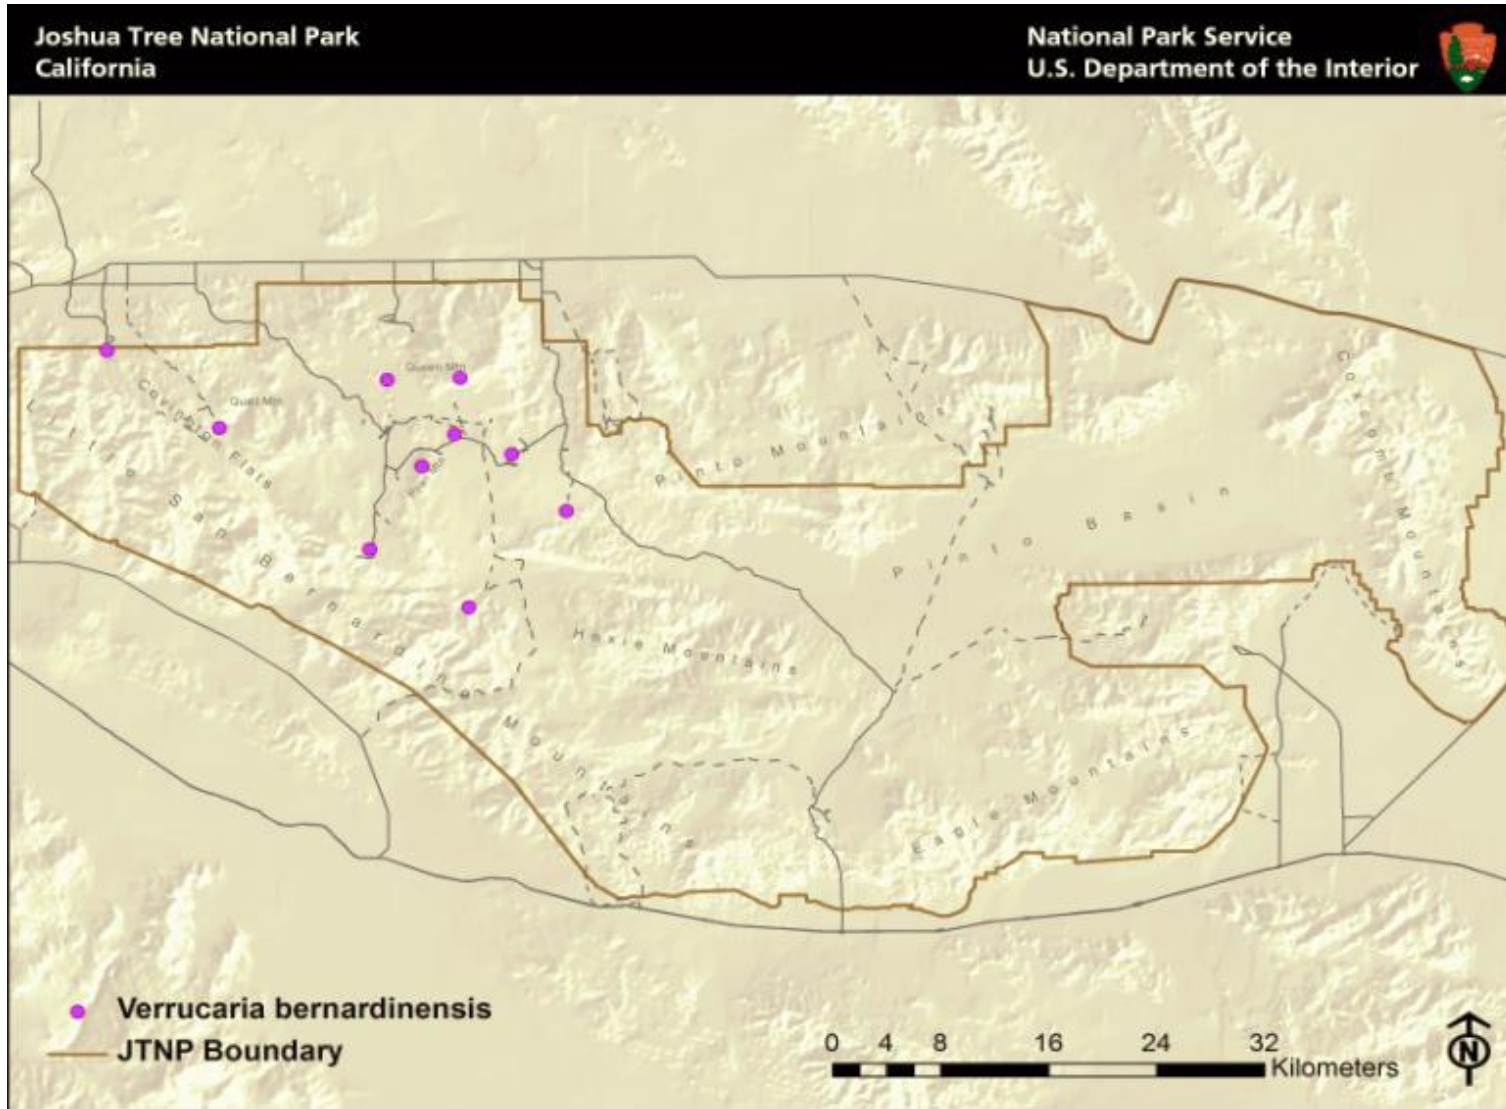 Joshua Tree National Park
California
National Park Service
U.S. Department of the Interior
Queen Mtn
Quail Mtn
Covington Flats
Little San Bernardino Mountains
Pinto Mountains
Pinto Basin
Coxcomb Mountains
Hexie Mountains
Eagle Mountains
Verrucaria bernardinensis
JTNP Boundary
0 4 8 16 24 32
Kilometers
N